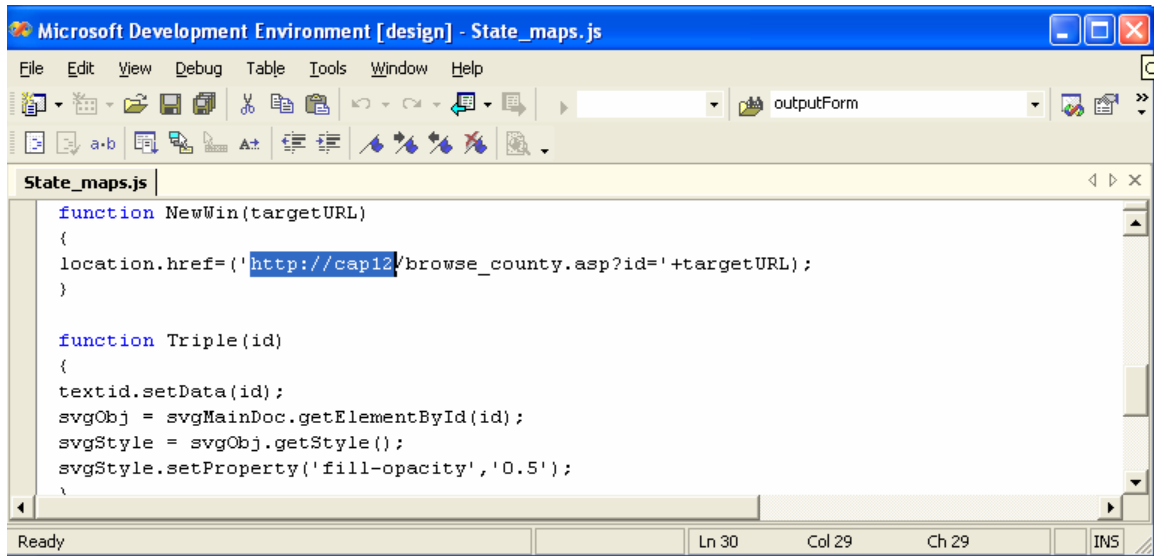 Microsoft Development Environment [design] - State_maps.js
File Edit View Debug Table Tools Window Help
outputForm
a·b A
State_maps.js
function NewWin(targetURL)
{
location.href=('http://cap12/browse_county.asp?id='+targetURL);
}
function Triple(id)
{
textid.setData(id);
svgObj = svgMainDoc.getElementById(id);
svgStyle = svgObj.getStyle();
svgStyle.setProperty('fill-opacity','0.5');
}
Ready Ln 30 Col 29 Ch 29 INS